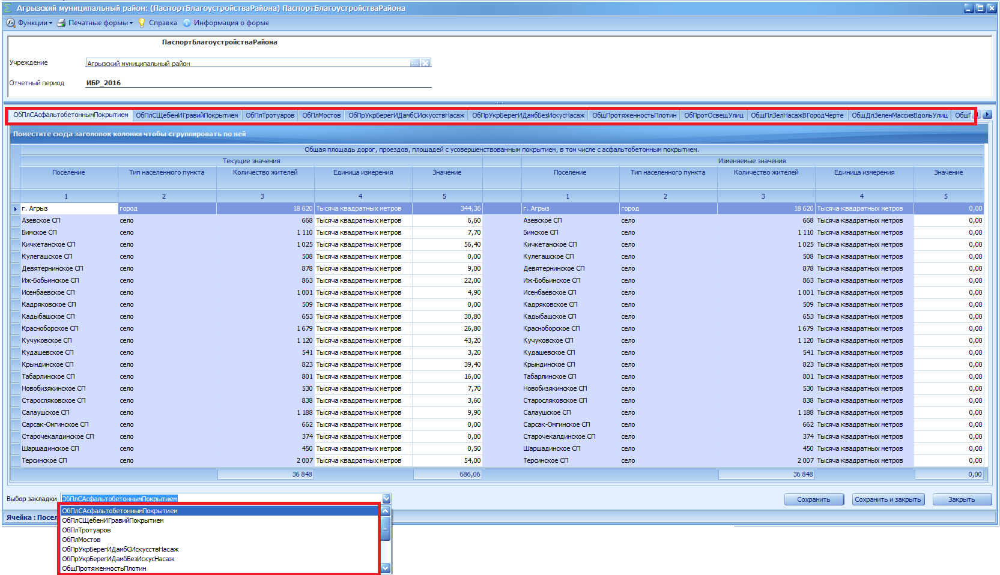 Агрызский муниципальный район: (ПаспортБлагоустройстваРайона) ПаспортБлагоустройстваРайона
Функции Печатные формы Справка Информация о форме
ПаспортБлагоустройстваРайона
Учреждение Агрызский муниципальный район
Отчетный период ИБР_2016
ОбПлСАсфальтобетоннымПокрытием ОбПлСЩебенИГравийПокрытием ОбПлТротуаров ОбПлМостов ОбПрУкрБерегИДамбСИскусствНасаж ОбПрУкрБерегИДамбБезИскусНасаж ОбщПротяженностьПлотин ОбПротОсвещУлиц ОбщПлЗелНасажВГородЧерте ОбщДлЗеленМассивВдольУлиц
Поместите сюда заголовок колонки чтобы сгруппировать по ней
Общая площадь дорог, проездов, площадей с усовершенствованным покрытием, в том числе с асфальтобетонным покрытием.
Текущие значения Изменяемые значения
Поселение Тип населенного пункта Количество жителей Единица измерения Значение Поселение Тип населенного пункта Количество жителей Единица измерения Значение
1 2 3 4 5 1 2 3 4 5
г. Агрыз город 18 620 Тысяча квадратных метров 344,36 г. Агрыз город 18 620 Тысяча квадратных метров 0,00
Азевское СП село 668 Тысяча квадратных метров 6,60 Азевское СП село 668 Тысяча квадратных метров 0,00
Бимское СП село 1 110 Тысяча квадратных метров 7,70 Бимское СП село 1 110 Тысяча квадратных метров 0,00
Кичкетанское СП село 1 025 Тысяча квадратных метров 56,40 Кичкетанское СП село 1 025 Тысяча квадратных метров 0,00
Кулегашское СП село 508 Тысяча квадратных метров 0,00 Кулегашское СП село 508 Тысяча квадратных метров 0,00
Девятернинское СП село 878 Тысяча квадратных метров 9,00 Девятернинское СП село 878 Тысяча квадратных метров 0,00
Иж-Бобьинское СП село 863 Тысяча квадратных метров 22,00 Иж-Бобьинское СП село 863 Тысяча квадратных метров 0,00
Исенбаевское СП село 1 001 Тысяча квадратных метров 4,90 Исенбаевское СП село 1 001 Тысяча квадратных метров 0,00
Кадряковское СП село 509 Тысяча квадратных метров 0,00 Кадряковское СП село 509 Тысяча квадратных метров 0,00
Кадыбашское СП село 653 Тысяча квадратных метров 30,80 Кадыбашское СП село 653 Тысяча квадратных метров 0,00
Красноборское СП село 1 679 Тысяча квадратных метров 26,80 Красноборское СП село 1 679 Тысяча квадратных метров 0,00
Кучуковское СП село 1 120 Тысяча квадратных метров 43,20 Кучуковское СП село 1 120 Тысяча квадратных метров 0,00
Кудашевское СП село 541 Тысяча квадратных метров 3,20 Кудашевское СП село 541 Тысяча квадратных метров 0,00
Крындинское СП село 823 Тысяча квадратных метров 39,40 Крындинское СП село 823 Тысяча квадратных метров 0,00
Табарлинское СП село 801 Тысяча квадратных метров 16,00 Табарлинское СП село 801 Тысяча квадратных метров 0,00
Новобизякинское СП село 530 Тысяча квадратных метров 7,70 Новобизякинское СП село 530 Тысяча квадратных метров 0,00
Старосляковское СП село 838 Тысяча квадратных метров 3,60 Старосляковское СП село 838 Тысяча квадратных метров 0,00
Салаушское СП село 1 188 Тысяча квадратных метров 9,90 Салаушское СП село 1 188 Тысяча квадратных метров 0,00
Сарсак-Омгинское СП село 662 Тысяча квадратных метров 0,00 Сарсак-Омгинское СП село 662 Тысяча квадратных метров 0,00
Старочекалдинское СП село 374 Тысяча квадратных метров 0,00 Старочекалдинское СП село 374 Тысяча квадратных метров 0,00
Шаршадинское СП село 450 Тысяча квадратных метров 0,50 Шаршадинское СП село 450 Тысяча квадратных метров 0,00
Терсинское СП село 2 007 Тысяча квадратных метров 54,00 Терсинское СП село 2 007 Тысяча квадратных метров 0,00
36 848 686,06 36 848 0,00
Выбор закладки ОбПлСАсфальтобетоннымПокрытием Сохранить Сохранить и закрыть Закрыть
Ячейка : Посел
ОбПлСАсфальтобетоннымПокрытием
ОбПлСЩебенИГравийПокрытием
ОбПлТротуаров
ОбПлМостов
ОбПрУкрБерегИДамбСИскусствНасаж
ОбПрУкрБерегИДамбБезИскусНасаж
ОбщПротяженностьПлотин